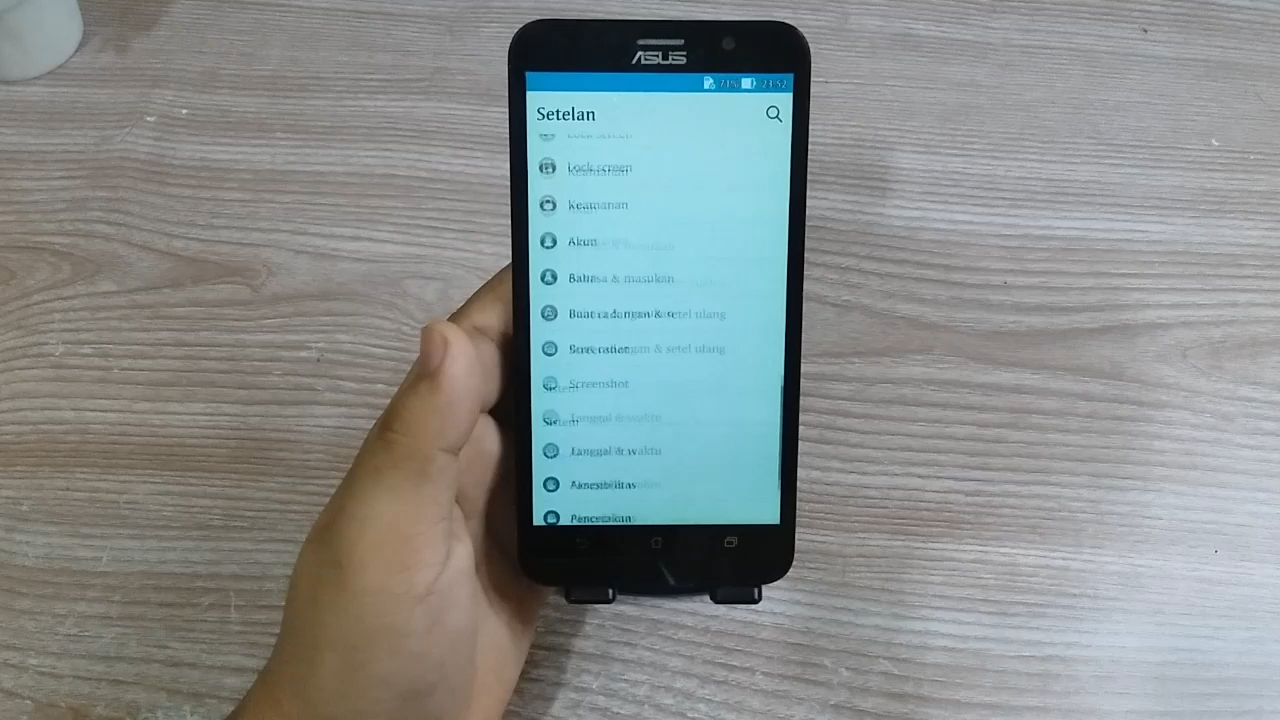 ASUS
71% 23:52
Setelan
Lock screen
Keamanan
Akun
Bahasa & masukan
Buat cadangan & setel ulang
Screenshot
Sistem
Tanggal & waktu
Aksesibilitas
Pencetakan